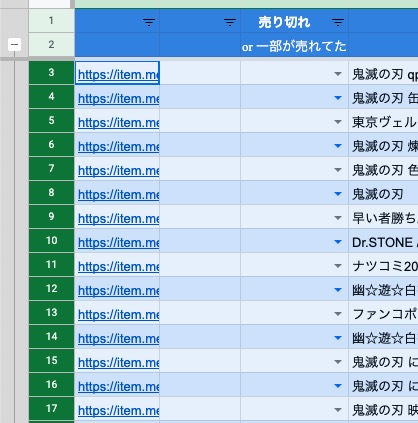 1 売り切れ
2 or 一部が売れてた
3 https://item.me 鬼滅の刃 qp
4 https://item.me 鬼滅の刃 缶
5 https://item.me 東京ヴェル
6 https://item.me 鬼滅の刃 煉
7 https://item.me 鬼滅の刃 色
8 https://item.me 鬼滅の刃
9 https://item.me 早い者勝ち
10 https://item.me Dr.STONE
11 https://item.me ナツコミ20
12 https://item.me 幽☆遊☆白
13 https://item.me ファンコポ
14 https://item.me 幽☆遊☆白
15 https://item.me 鬼滅の刃 に
16 https://item.me 鬼滅の刃 に
17 https://item.me 鬼滅の刃 映